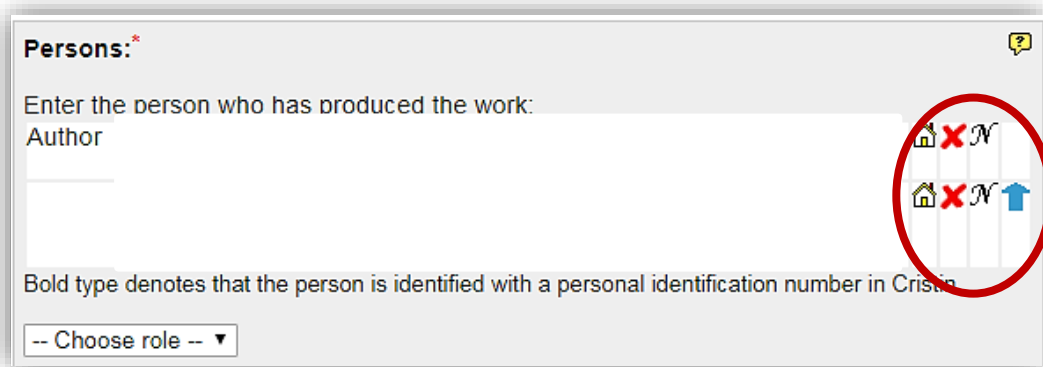 Persons:*
?
Enter the person who has produced the work:
Author
N
N
Bold type denotes that the person is identified with a personal identification number in Cristin
-- Choose role -- ▼